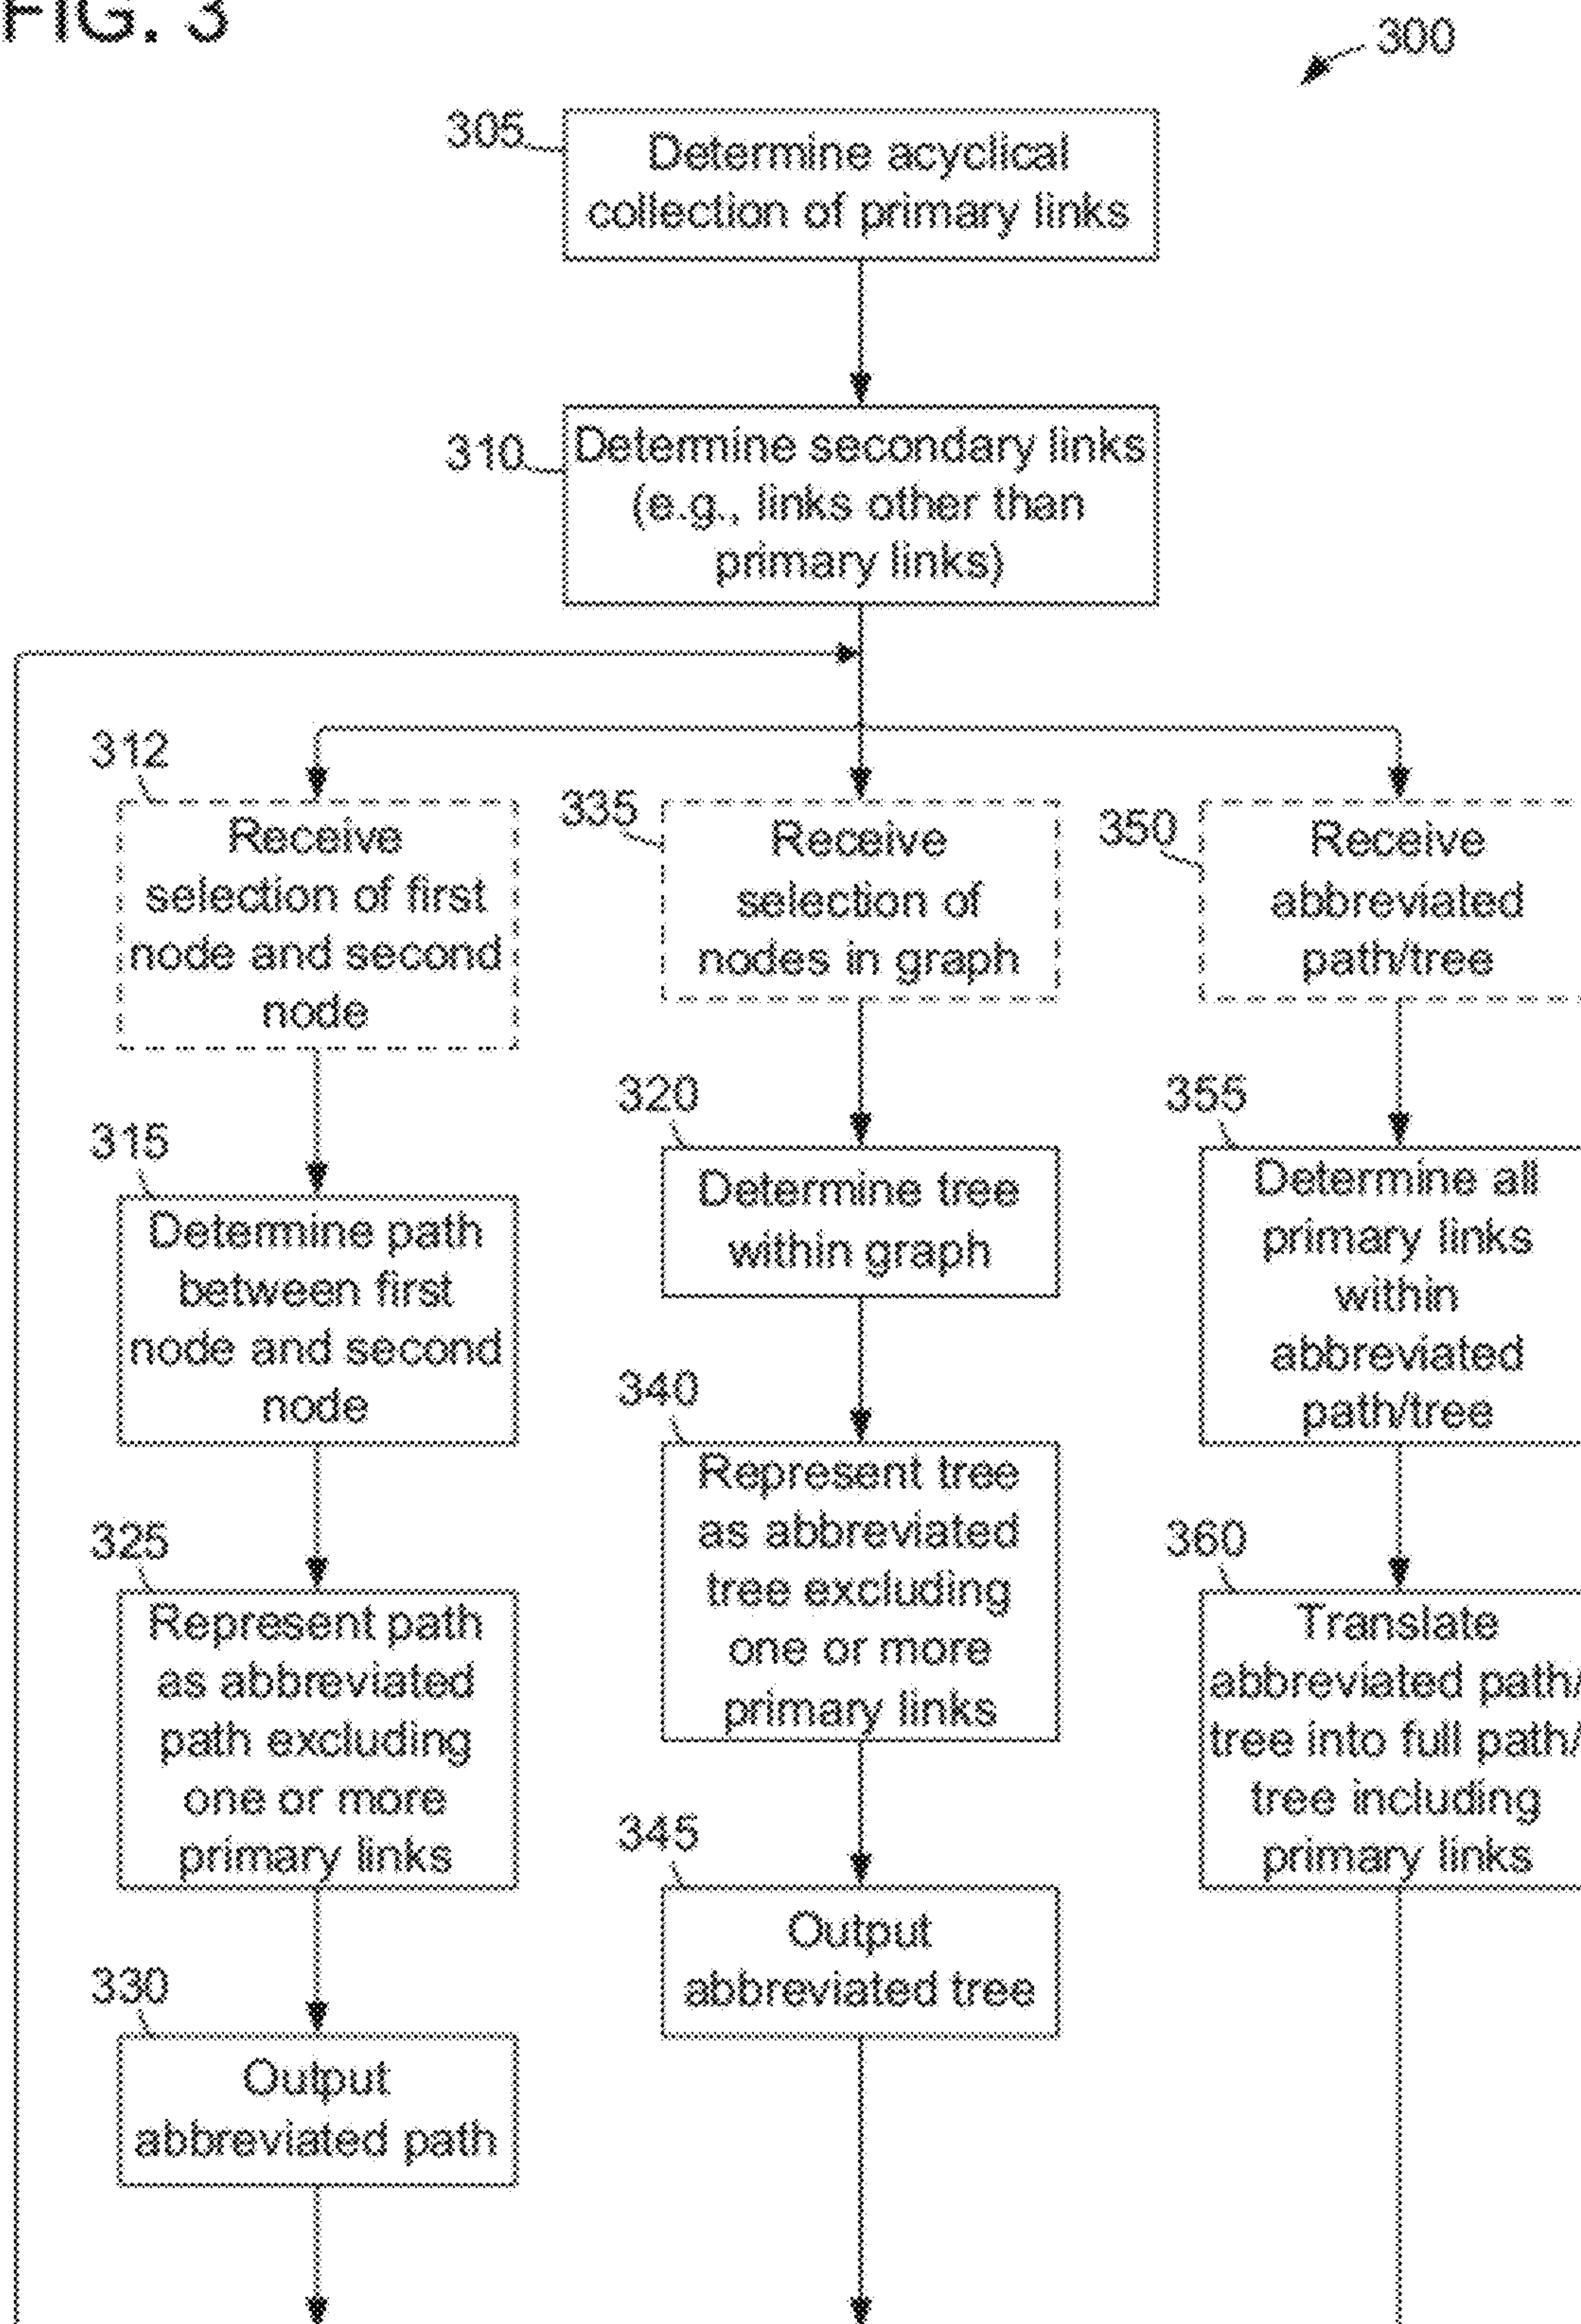 FIG. 3
300
305
Determine acyclical
collection of primary links
310
Determine secondary links
(e.g., links other than
primary links)
312
Receive
selection of first
node and second
node
315
Determine path
between first
node and second
node
325
Represent path
as abbreviated
path excluding
one or more
primary links
330
Output
abbreviated path
335
Receive
selection of
nodes in graph
320
Determine tree
within graph
340
Represent tree
as abbreviated
tree excluding
one or more
primary links
345
Output
abbreviated tree
350
Receive
abbreviated
path/tree
355
Determine all
primary links
within
abbreviated
path/tree
360
Translate
abbreviated path/
tree into full path/
tree including
primary links